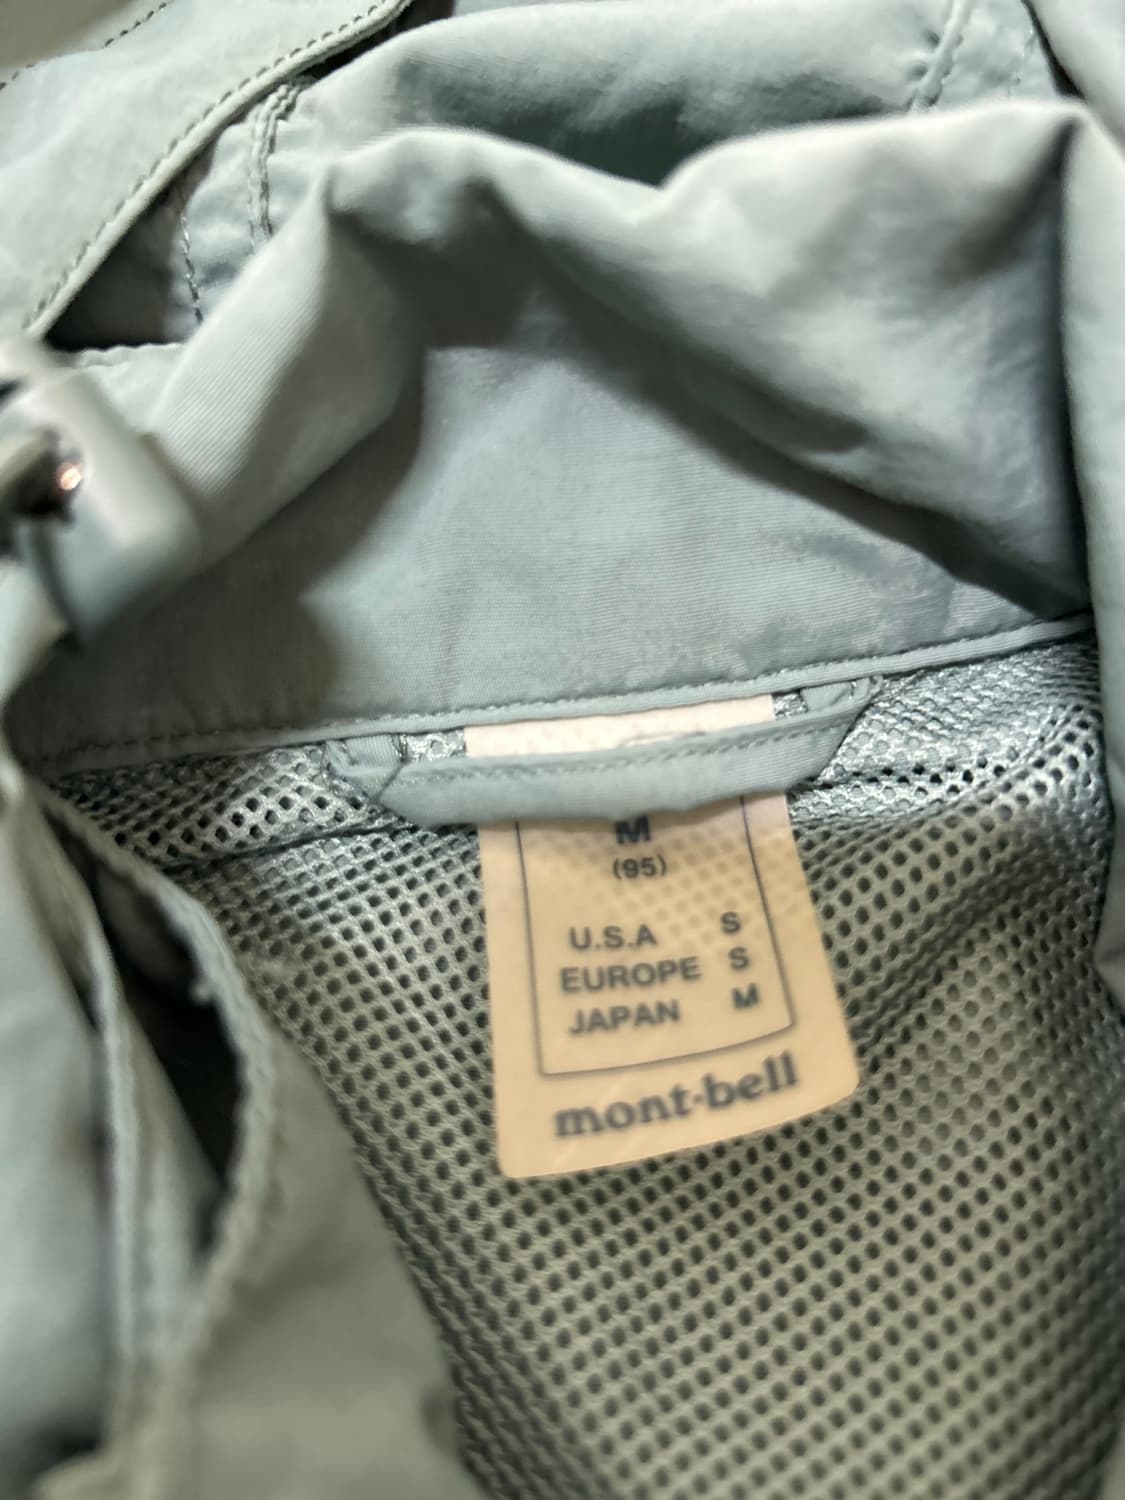 M
(95)
U.S.A S
EUROPE S
JAPAN M
mont-bell